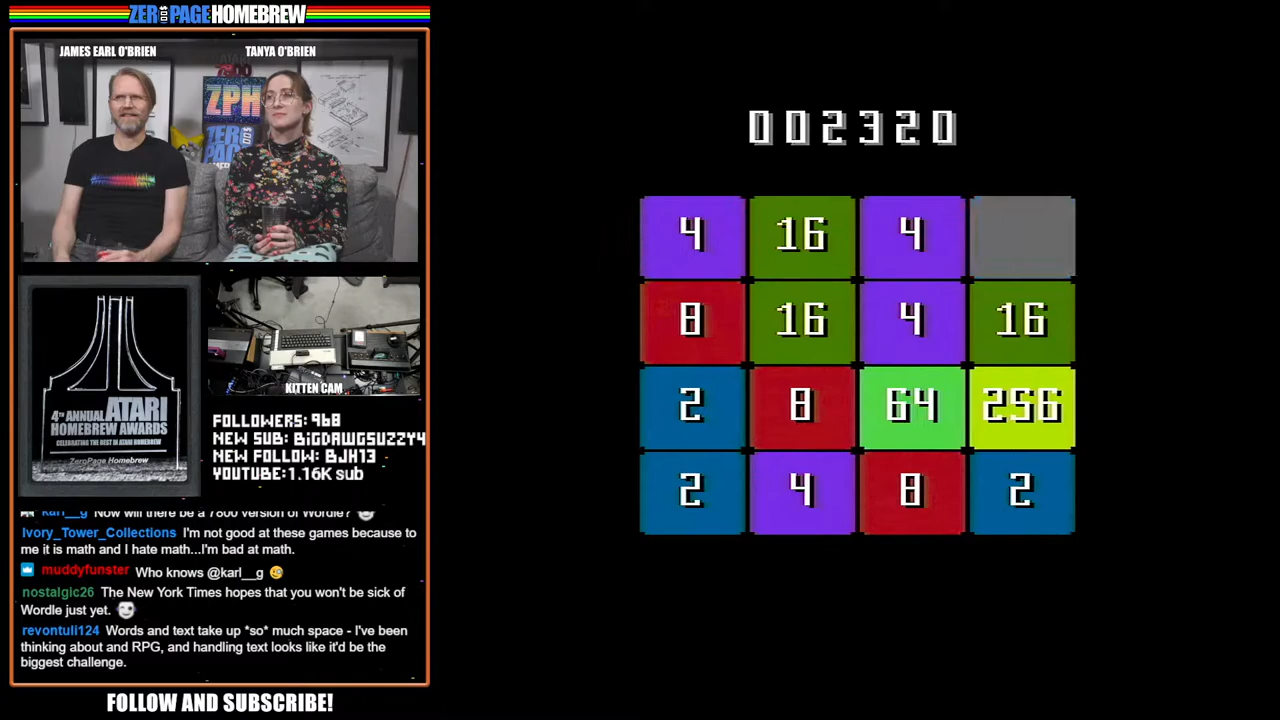 ZEROPAGE HOMEBREW
JAMES EARL O'BRIEN
TANYA O'BRIEN
ZPH
4TH ANNUAL ATARI
HOMEBREW AWARDS
CELEBRATING THE BEST IN ATARI HOMEBREW
ZeroPage Homebrew
KITTEN CAM
FOLLOWERS: 968
NEW SUB: BIGDAWGSUZZY4
NEW FOLLOW: BJH13
YOUTUBE:1.16K sub
karl__g Now will there be a 7800 version of Wordle?
Ivory_Tower_Collections I'm not good at these games because to
me it is math and I hate math...I'm bad at math.
muddyfunster Who knows @karl__g
nostalgic26 The New York Times hopes that you won't be sick of
Wordle just yet.
revontuli124 Words and text take up *so* much space - I've been
thinking about and RPG, and handling text looks like it'd be the
biggest challenge.
FOLLOW AND SUBSCRIBE!
002320
4 16 4
8 16 4 16
2 8 64 256
2 4 8 2